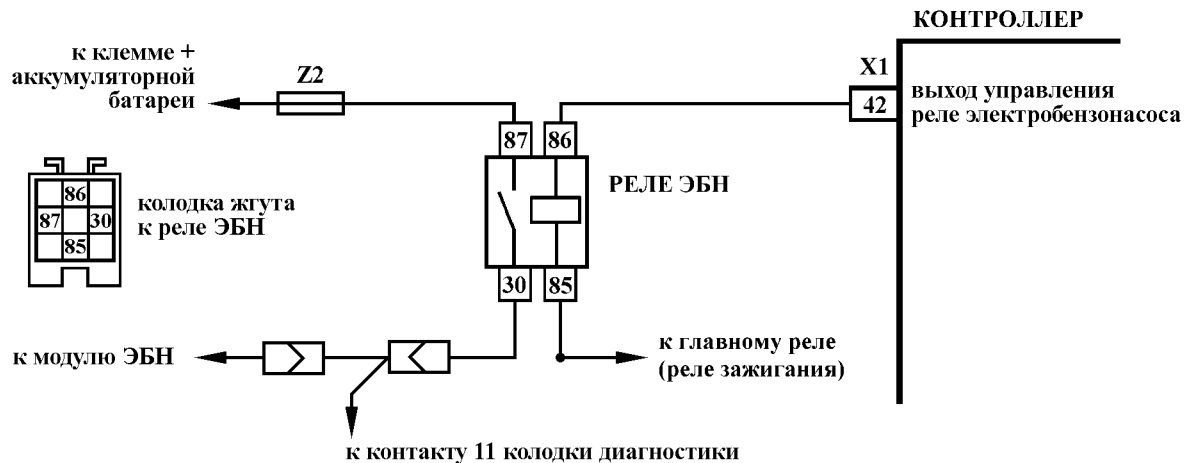 КОНТРОЛЛЕР
к клемме +
аккумуляторной
батареи
Z2
X1
42
выход управления
реле электробензонасоса
87
86
РЕЛЕ ЭБН
30
85
86
87
30
85
колодка жгута
к реле ЭБН
к модулю ЭБН
к главному реле
(реле зажигания)
к контакту 11 колодки диагностики